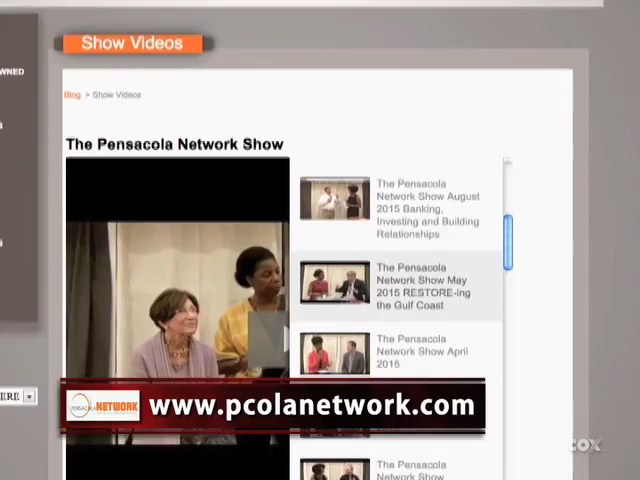 Show Videos
WNED
Blog > Show Videos
The Pensacola Network Show
The Pensacola
Network Show August
2015 Banking,
Investing and Building
Relationships
The Pensacola
Network Show May
2015 RESTORE-ing
the Gulf Coast
The Pensacola
Network Show April
2015
ERE
PENSACOLA NETWORK
www.pcolanetwork.com
COX
The Pensacola
Network Show